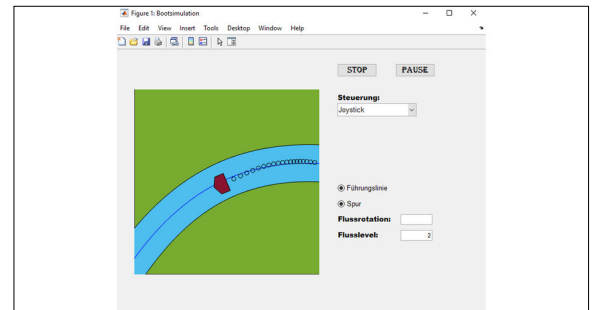 Figure 1: Bootsimulation
File Edit View Insert Tools Desktop Window Help
STOP PAUSE
Steuerung:
Joystick
Führungslinie
Spur
Flussrotation:
Flusslevel: 2